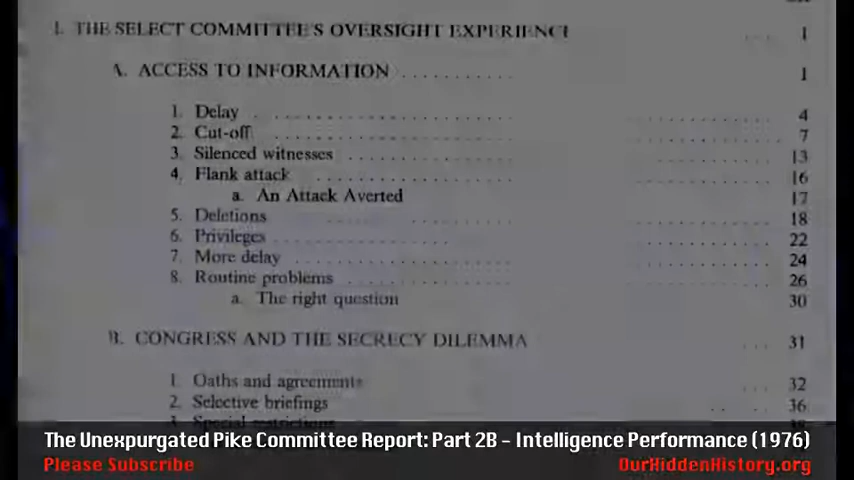 I. THE SELECT COMMITTEE'S OVERSIGHT EXPERIENCE .... 1
A. ACCESS TO INFORMATION .......... 1
1. Delay .......... 4
2. Cut-off .......... 7
3. Silenced witnesses .......... 13
4. Flank attack .......... 16
a. An Attack Averted 17
5. Deletions .......... 18
6. Privileges .......... 22
7. More delay .......... 24
8. Routine problems .......... 26
a. The right question 30
B. CONGRESS AND THE SECRECY DILEMMA ... 31
1. Oaths and agreements ... 32
2. Selective briefings ... 36
3. Special restrictions
The Unexpurgated Pike Committee Report: Part 2B - Intelligence Performance (1976)
Please Subscribe
OurHiddenHistory.org